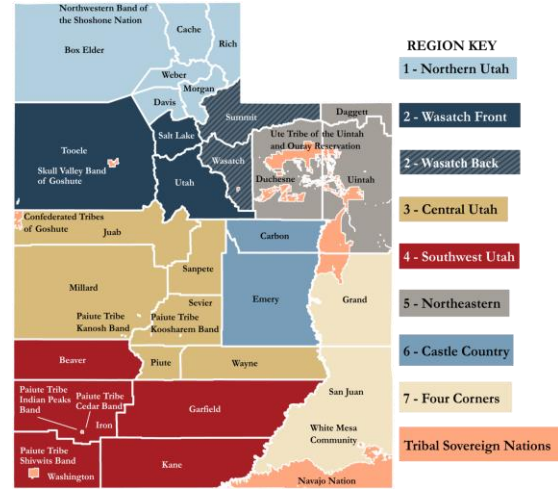 Northwestern Band of
the Shoshone Nation
Cache
Rich
Box Elder
Weber
Morgan
Davis
Summit
Daggett
Salt Lake
Tooele
Ute Tribe of the Uintah
and Ouray Reservation
Skull Valley Band
of Goshute
Wasatch
Duchesne
Uintah
Utah
Confederated Tribes
of Goshute
Juab
Carbon
Sanpete
Millard
Emery
Grand
Sevier
Paiute Tribe
Kanosh Band
Paiute Tribe
Koosharem Band
Beaver
Piute
Wayne
Paiute Tribe
Indian Peaks
Band
Paiute Tribe
Cedar Band
Iron
Garfield
San Juan
White Mesa
Community
Paiute Tribe
Shivwits Band
Washington
Kane
Navajo Nation
REGION KEY
1 - Northern Utah
2 - Wasatch Front
2 - Wasatch Back
3 - Central Utah
4 - Southwest Utah
5 - Northeastern
6 - Castle Country
7 - Four Corners
Tribal Sovereign Nations